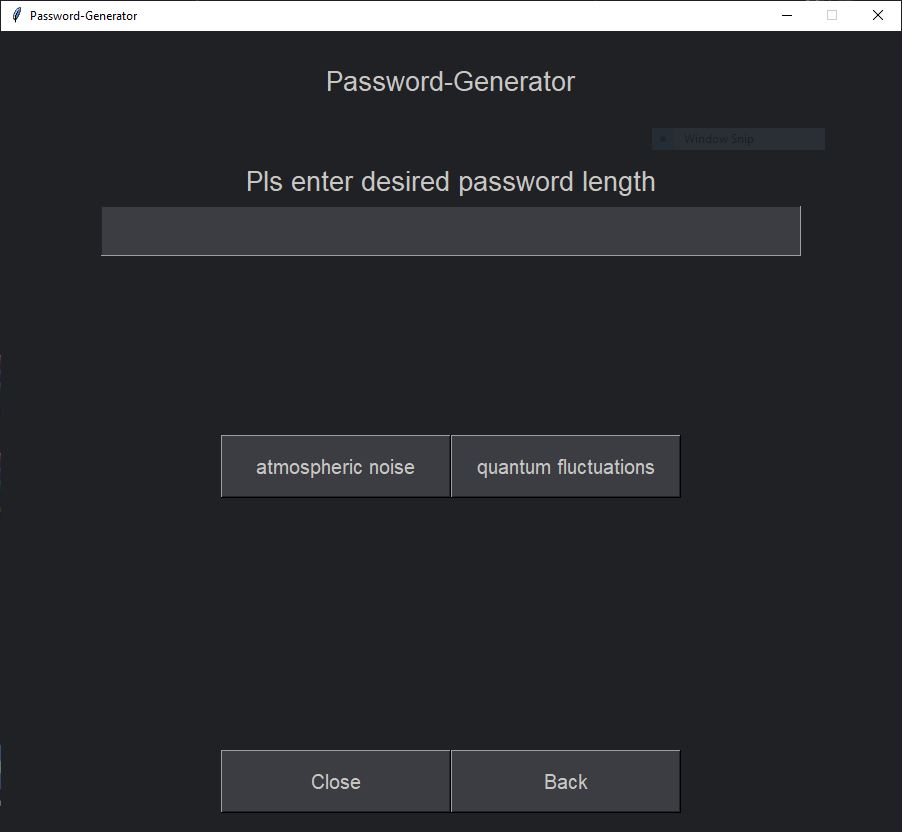 Password-Generator
Password-Generator
Window Snip
Pls enter desired password length
atmospheric noise
quantum fluctuations
Close
Back